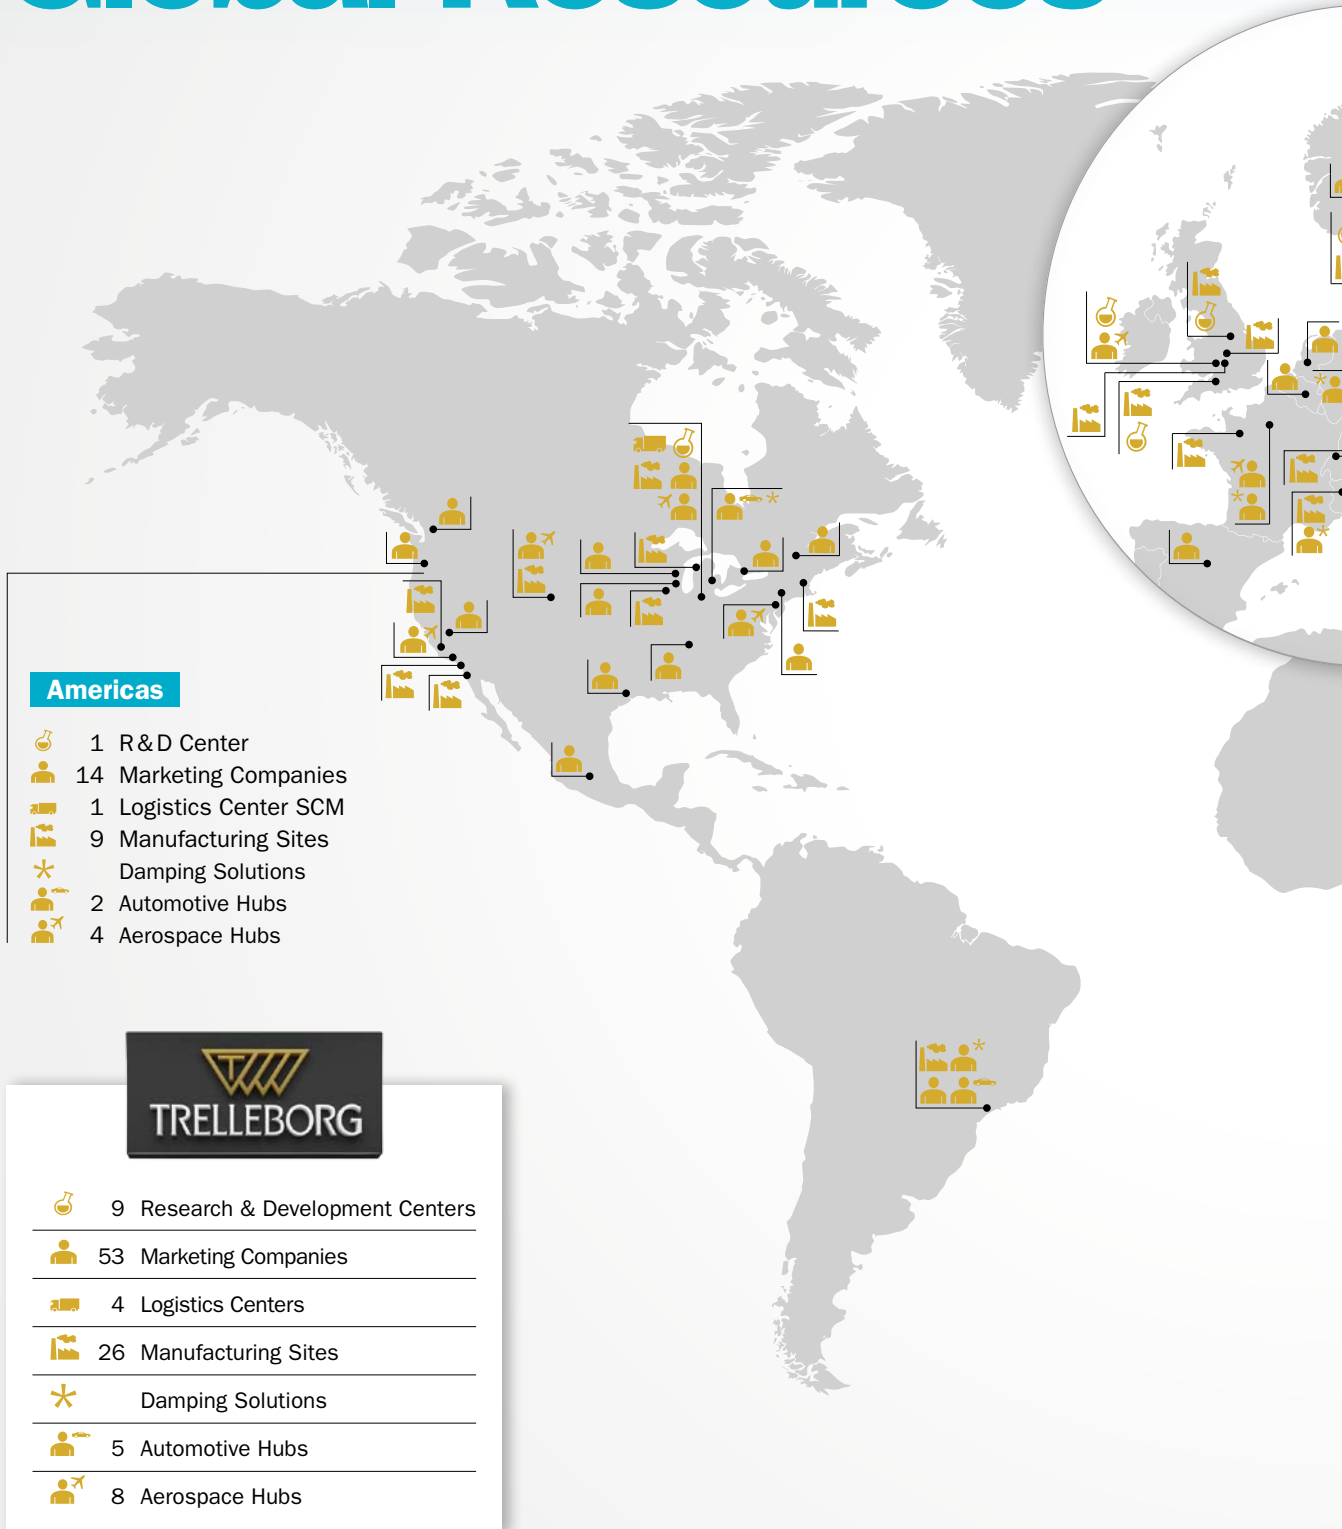 Global Resources
Americas
1 R&D Center
14 Marketing Companies
1 Logistics Center SCM
9 Manufacturing Sites
Damping Solutions
2 Automotive Hubs
4 Aerospace Hubs
TRELLEBORG
9 Research & Development Centers
53 Marketing Companies
4 Logistics Centers
26 Manufacturing Sites
Damping Solutions
5 Automotive Hubs
8 Aerospace Hubs